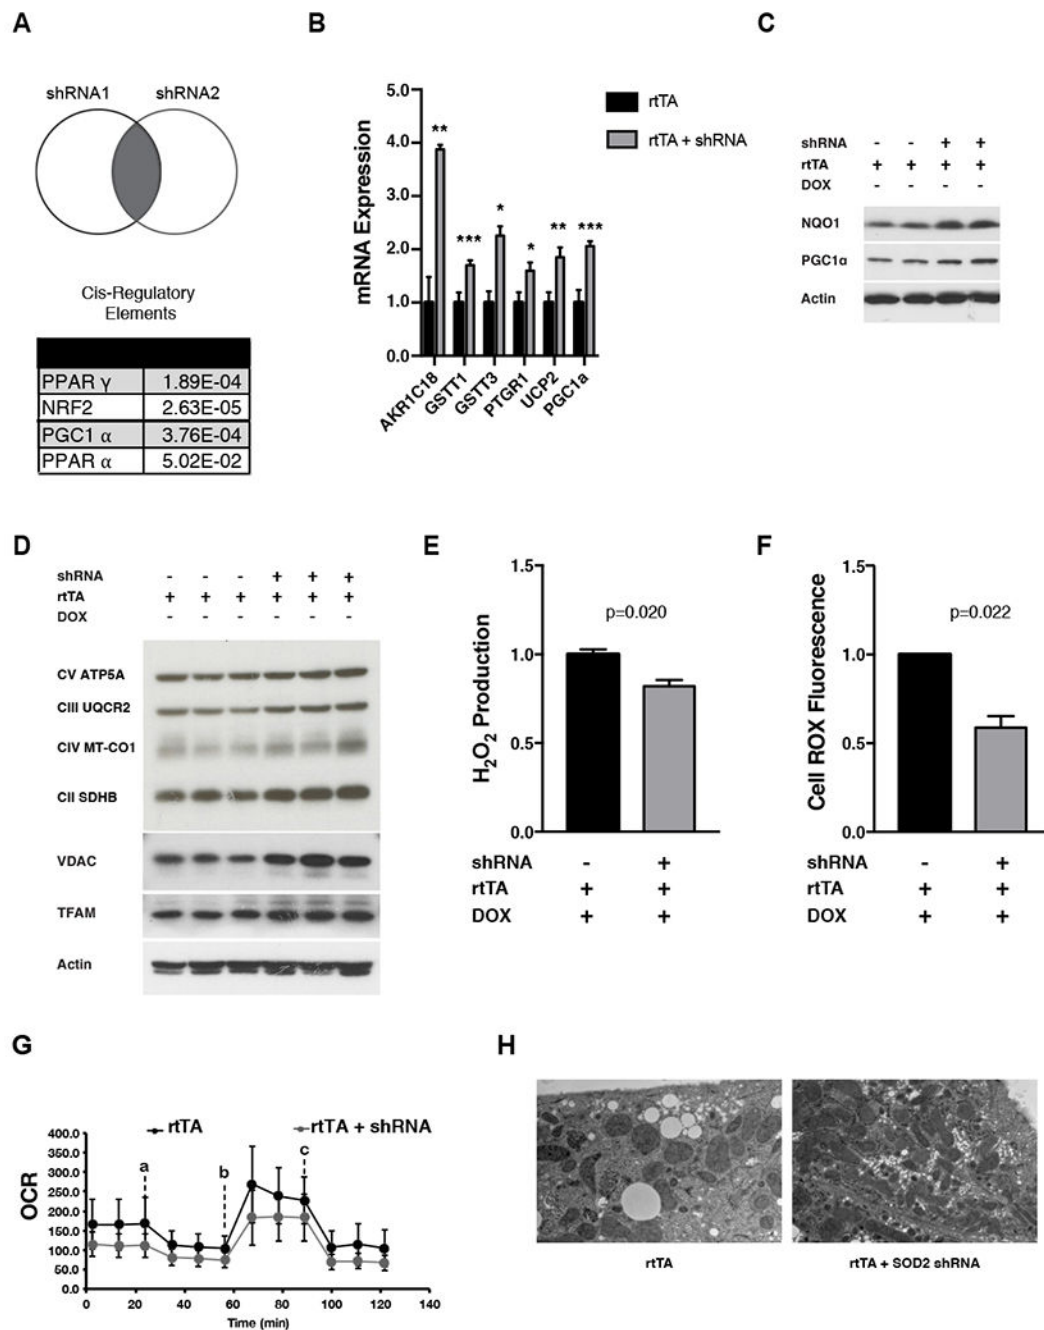 A
shRNA1 shRNA2
Cis-Regulatory
Elements
PPAR γ 1.89E-04
NRF2 2.63E-05
PGC1 α 3.76E-04
PPAR α 5.02E-02
B
mRNA Expression
5.0
4.0
3.0
2.0
1.0
0.0
** *** * * ** ***
AKR1C18 GSTT1 GSTT3 PTGR1 UCP2 PGC1a
rtTA
rtTA + shRNA
C
shRNA - - + +
rtTA + + + +
DOX - - - -
NQO1
PGC1α
Actin
D
shRNA - - - + + +
rtTA + + + + + +
DOX - - - - - -
CV ATP5A
CIII UQCR2
CIV MT-CO1
CII SDHB
VDAC
TFAM
Actin
E
H2O2 Production
1.5
1.0
0.5
0.0
p=0.020
shRNA - +
rtTA + +
DOX + +
F
Cell ROX Fluorescence
1.5
1.0
0.5
0.0
p=0.022
shRNA - +
rtTA + +
DOX + +
G
rtTA rtTA + shRNA
OCR
400.0
350.0
300.0
250.0
200.0
150.0
100.0
50.0
0.0
a b c
0 20 40 60 80 100 120 140
Time (min)
H
rtTA rtTA + SOD2 shRNA